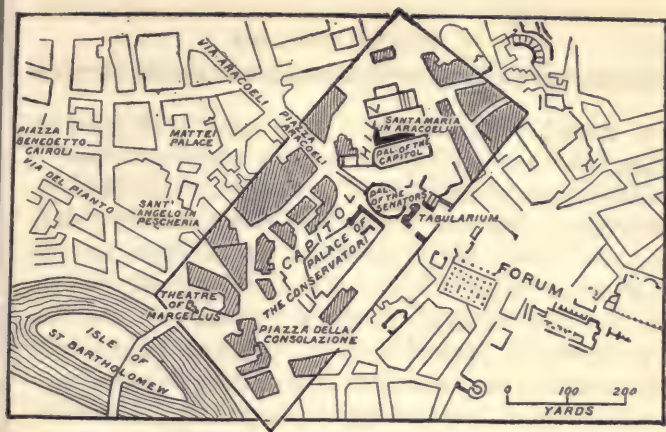 VIA ARACOELI
PIAZZA
BENEDETTO
CAIROLI
MATTEI
PALACE
PIAZZA
ARACOELI
SANTA MARIA
IN ARACOELI
PAL. OF THE
CAPITOL
VIA DEL PIANTO
SANT'
ANGELO IN
PESCHERIA
PAL. OF THE
SENATORS
TABULARIUM
CAPITOL
PALACE OF
THE CONSERVATORI
FORUM
THEATRE
OF
MARCELLUS
PIAZZA DELLA
CONSOLAZIONE
ISLE OF
ST BARTHOLOMEW
0 100 200
YARDS